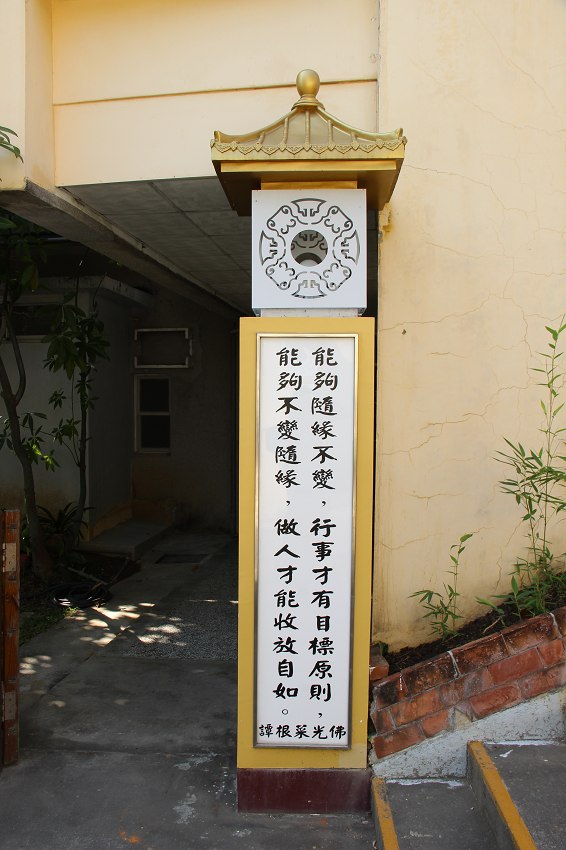 能夠隨緣不變，行事才有目標原則，
能夠不變隨緣，做人才能收放自如。
佛光菜根譚